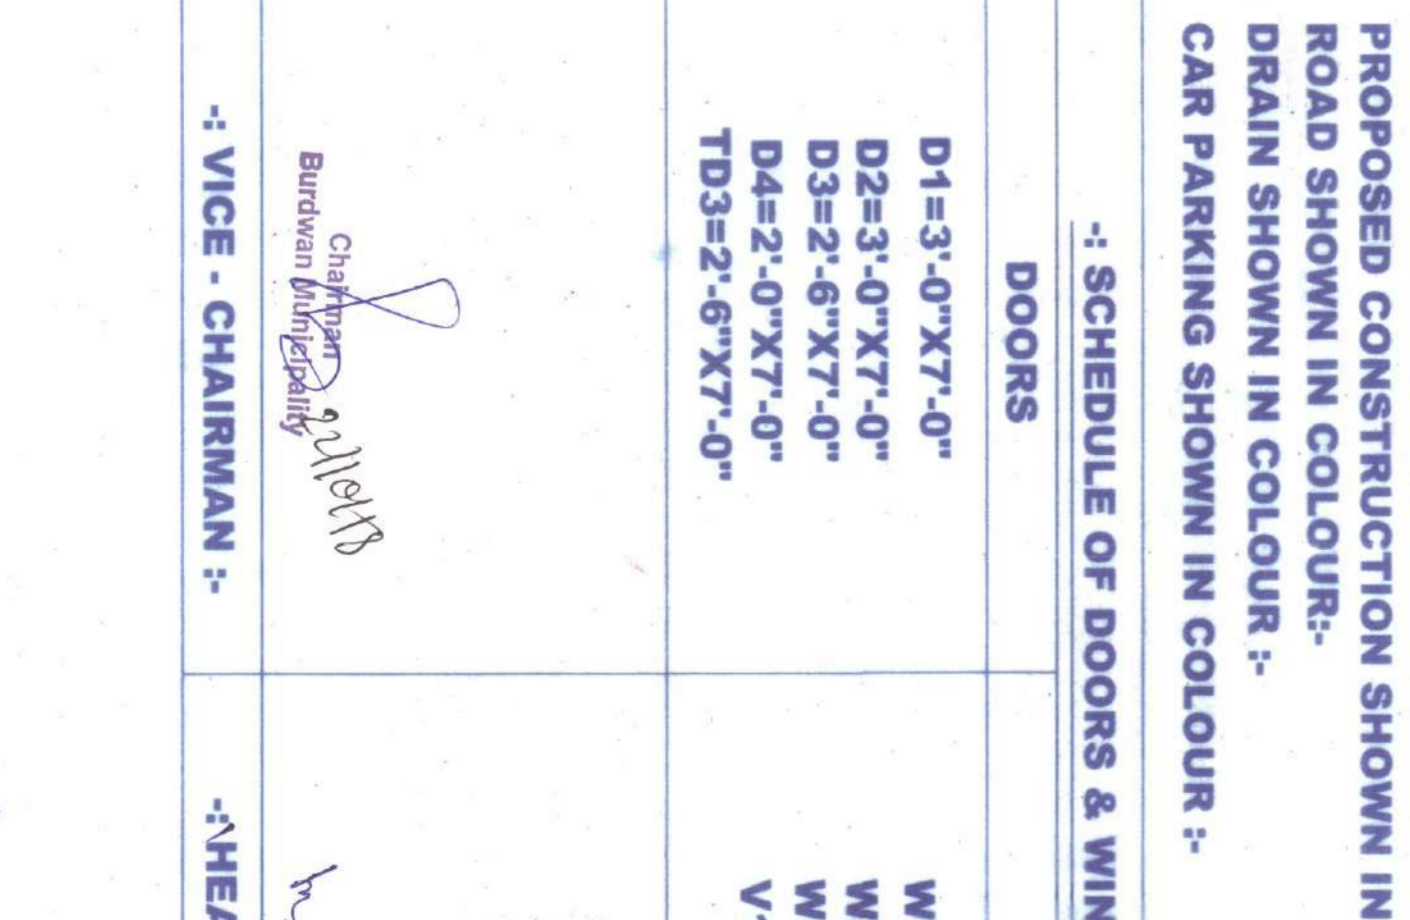 PROPOSED CONSTRUCTION SHOWN IN
ROAD SHOWN IN COLOUR:-
DRAIN SHOWN IN COLOUR :-
CAR PARKING SHOWN IN COLOUR :-
-: SCHEDULE OF DOORS & WIN
DOORS
D1=3'-0"X7'-0"
D2=3'-0"X7'-0"
D3=2'-6"X7'-0"
D4=2'-0"X7'-0"
TD3=2'-6"X7'-0"
W
W
W
V
Chairman
Burdwan Municipality
-: VICE - CHAIRMAN :-
-: HEA